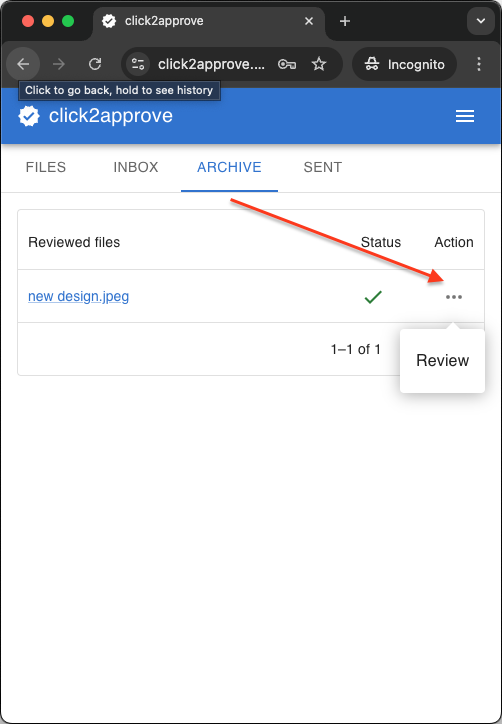 click2approve
click2approve.... Incognito
Click to go back, hold to see history
click2approve
FILES INBOX ARCHIVE SENT
Reviewed files Status Action
new design.jpeg
1–1 of 1
Review